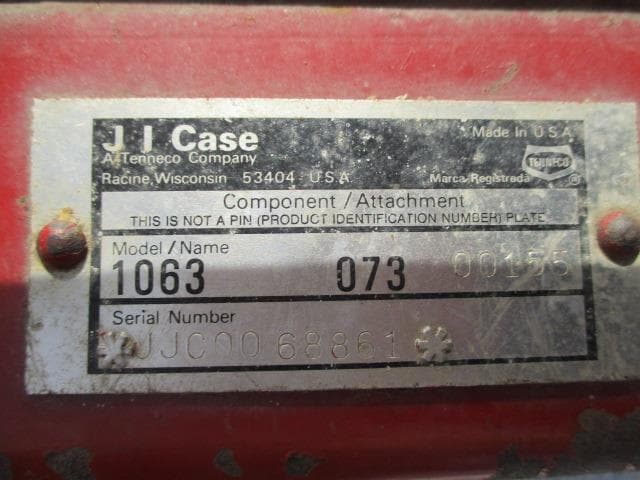 J I Case
A Tenneco Company
Racine, Wisconsin 53404 U.S.A.
Made In U S A
TENNECO
Marca Registrada ®
Component / Attachment
THIS IS NOT A PIN (PRODUCT IDENTIFICATION NUMBER) PLATE
Model / Name
1063 073 00155
Serial Number
JJC0068861